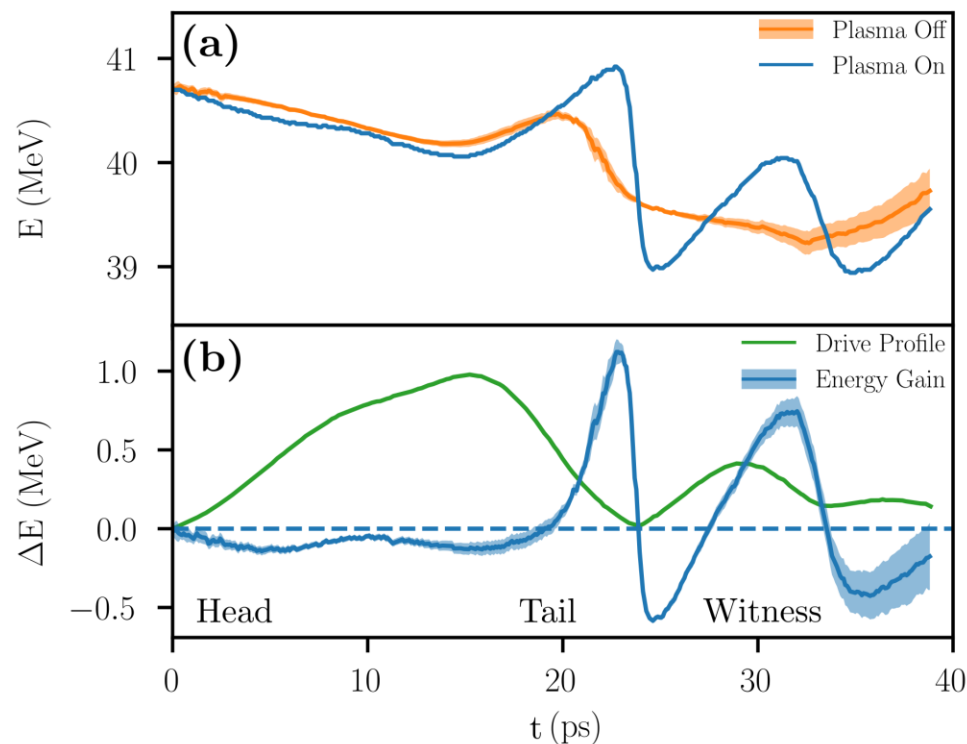 (a)
Plasma Off
Plasma On
41
40
39
E (MeV)
(b)
Drive Profile
Energy Gain
1.0
0.5
0.0
−0.5
ΔE (MeV)
Head
Tail
Witness
0
10
20
30
40
t (ps)